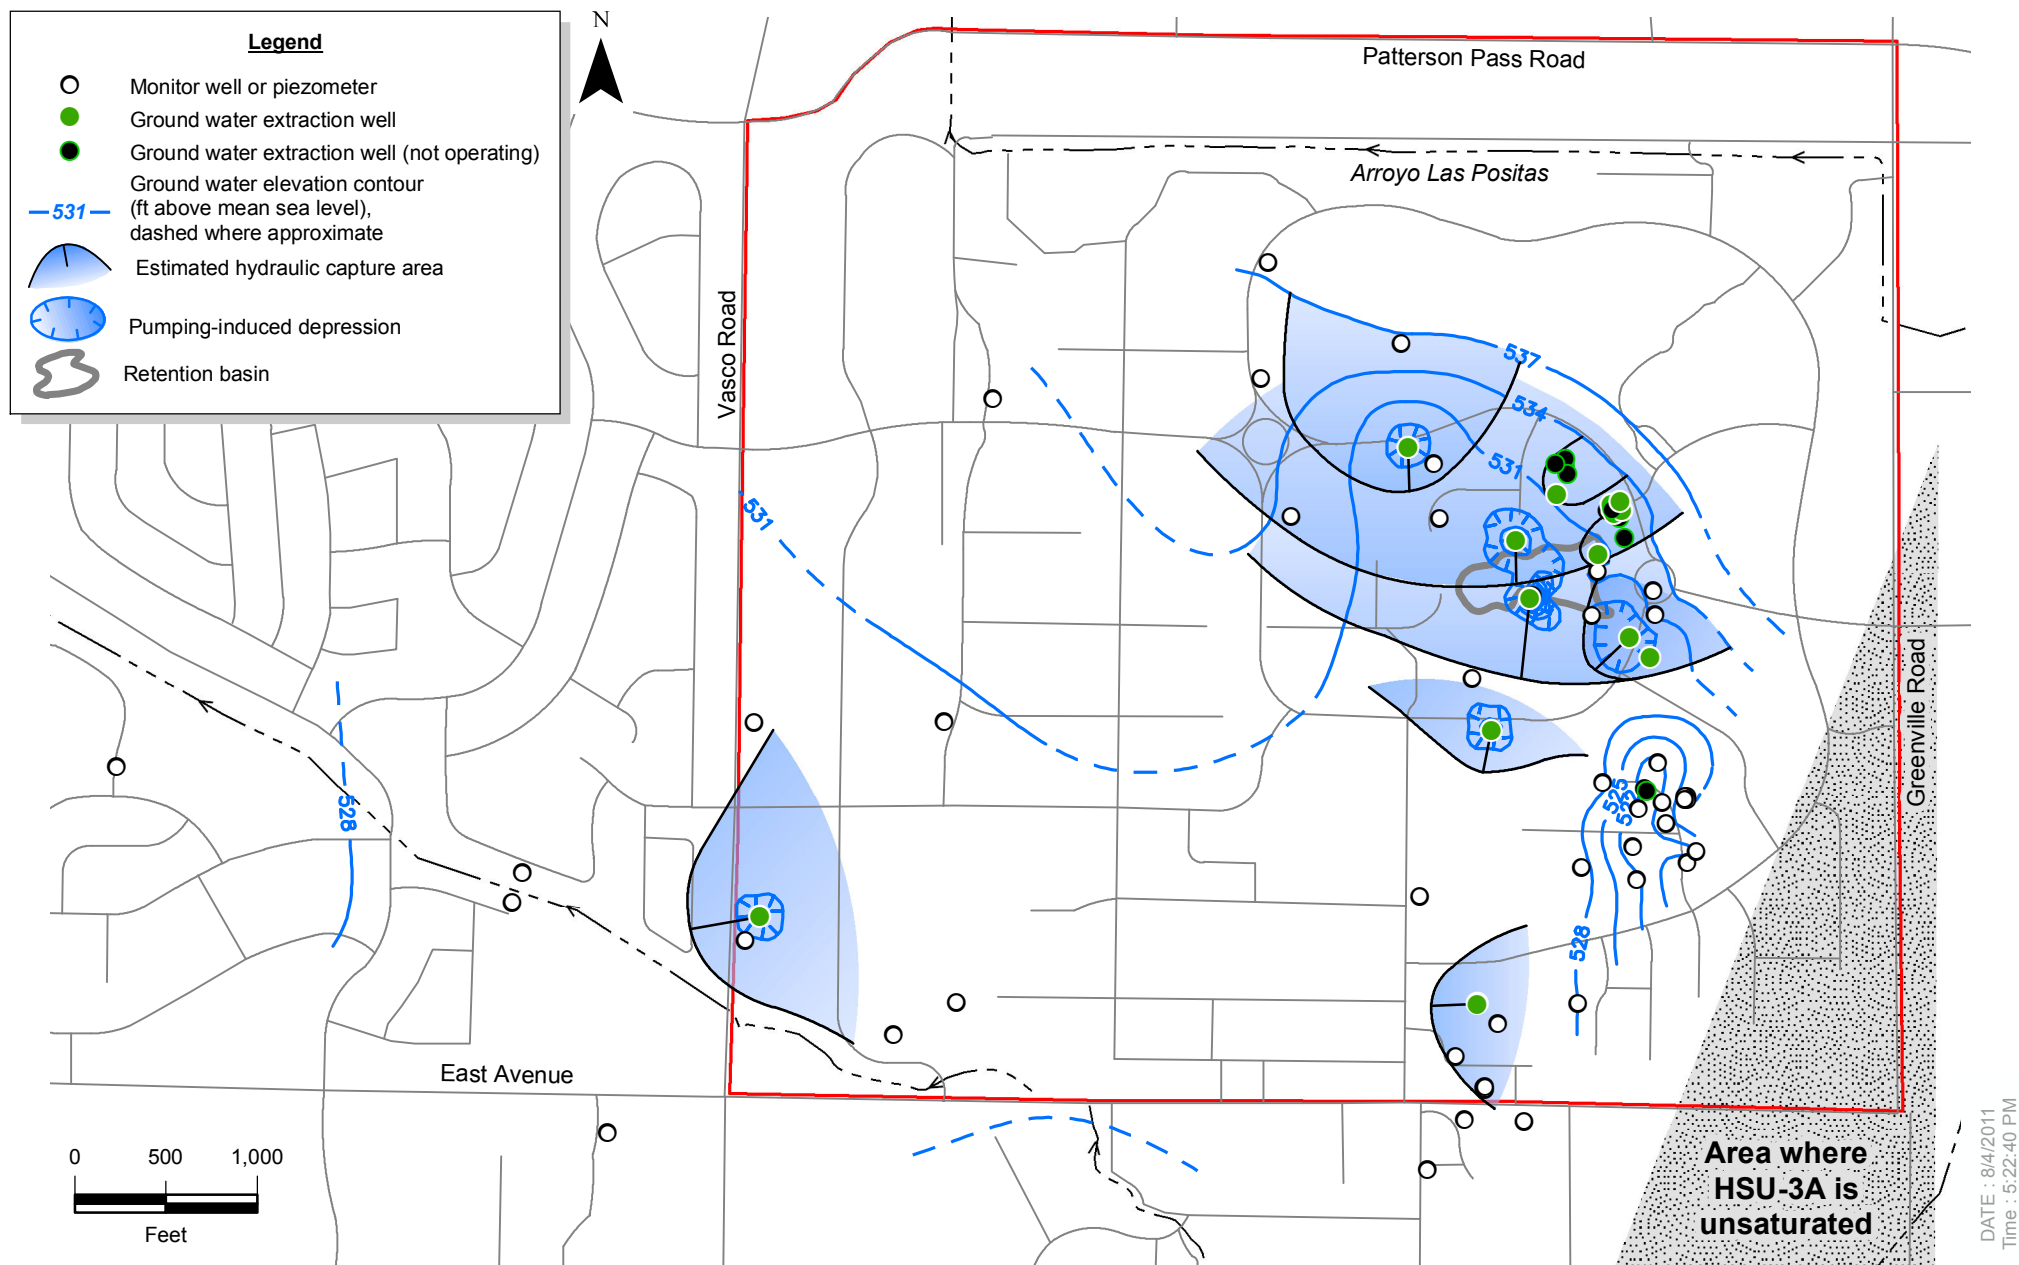 Legend
Monitor well or piezometer
Ground water extraction well
Ground water extraction well (not operating)
Ground water elevation contour
(ft above mean sea level),
dashed where approximate
531
Estimated hydraulic capture area
Pumping-induced depression
Retention basin
N
Patterson Pass Road
Arroyo Las Positas
Vasco Road
537
534
531
531
528
525
528
Greenville Road
East Avenue
0 500 1,000
Feet
Area where
HSU-3A is
unsaturated
DATE : 8/4/2011
Time : 5:22:40 PM